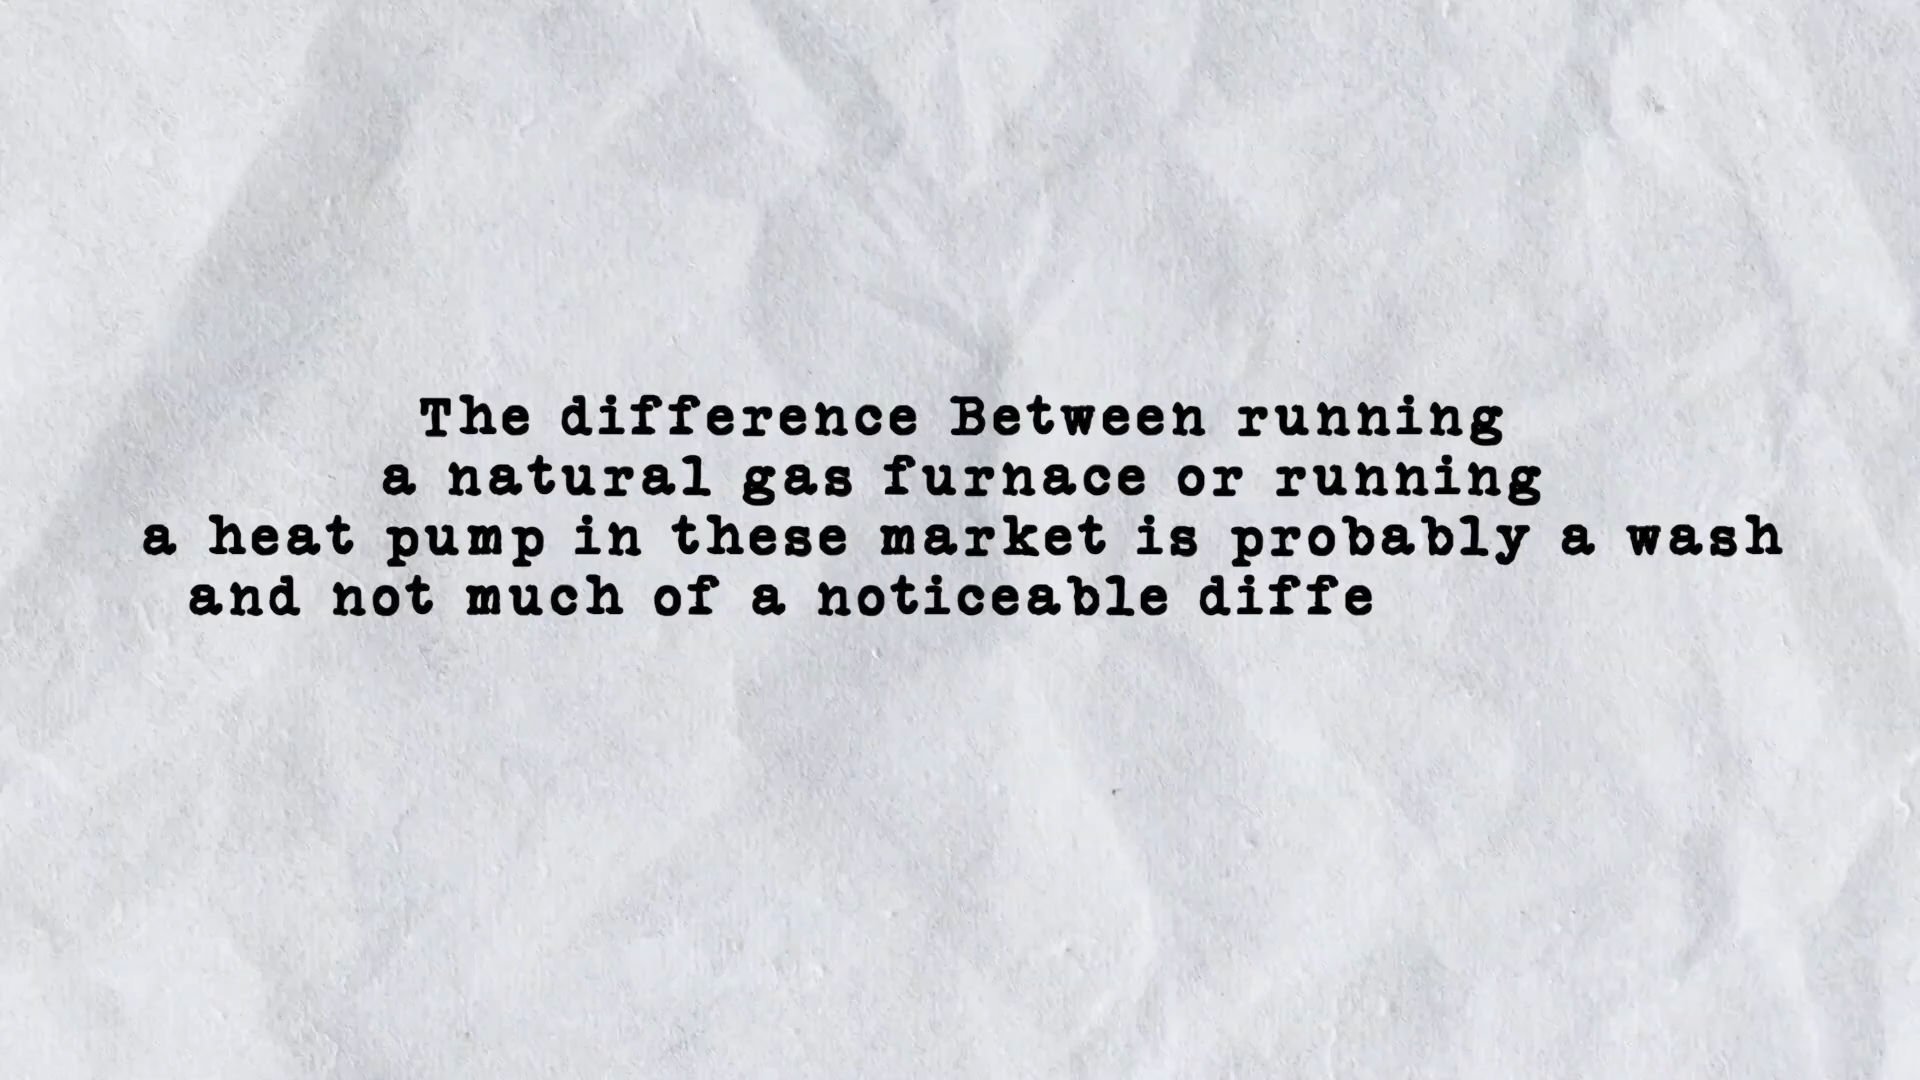 The difference Between running
a natural gas furnace or running
a heat pump in these market is probably a wash
and not much of a noticeable diffe